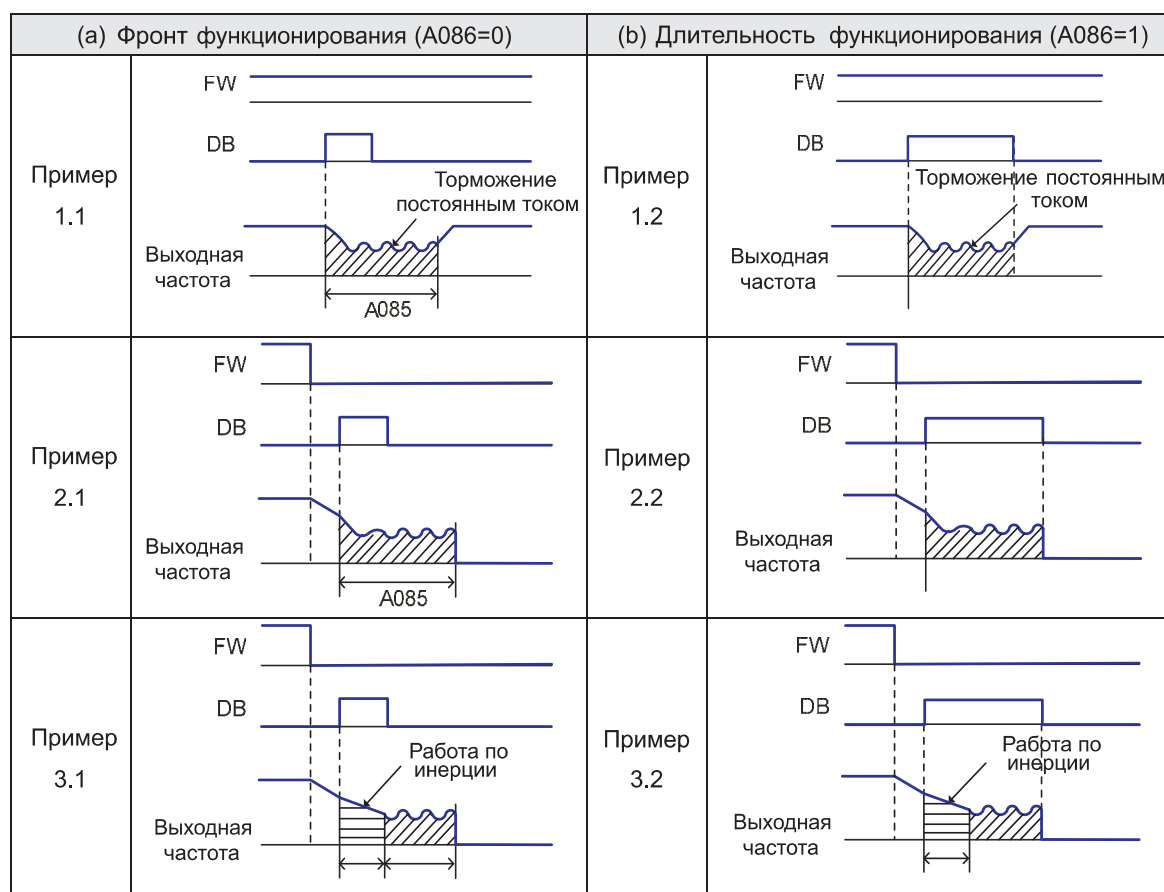 (a) Фронт функционирования (A086=0)
(b) Длительность функционирования (A086=1)
Пример
1.1
FW
DB
Торможение
постоянным током
Выходная
частота
A085
Пример
1.2
FW
DB
Торможение постоянным
током
Выходная
частота
Пример
2.1
FW
DB
Выходная
частота
A085
Пример
2.2
FW
DB
Выходная
частота
Пример
3.1
FW
DB
Работа по
инерции
Выходная
частота
Пример
3.2
FW
DB
Работа по
инерции
Выходная
частота